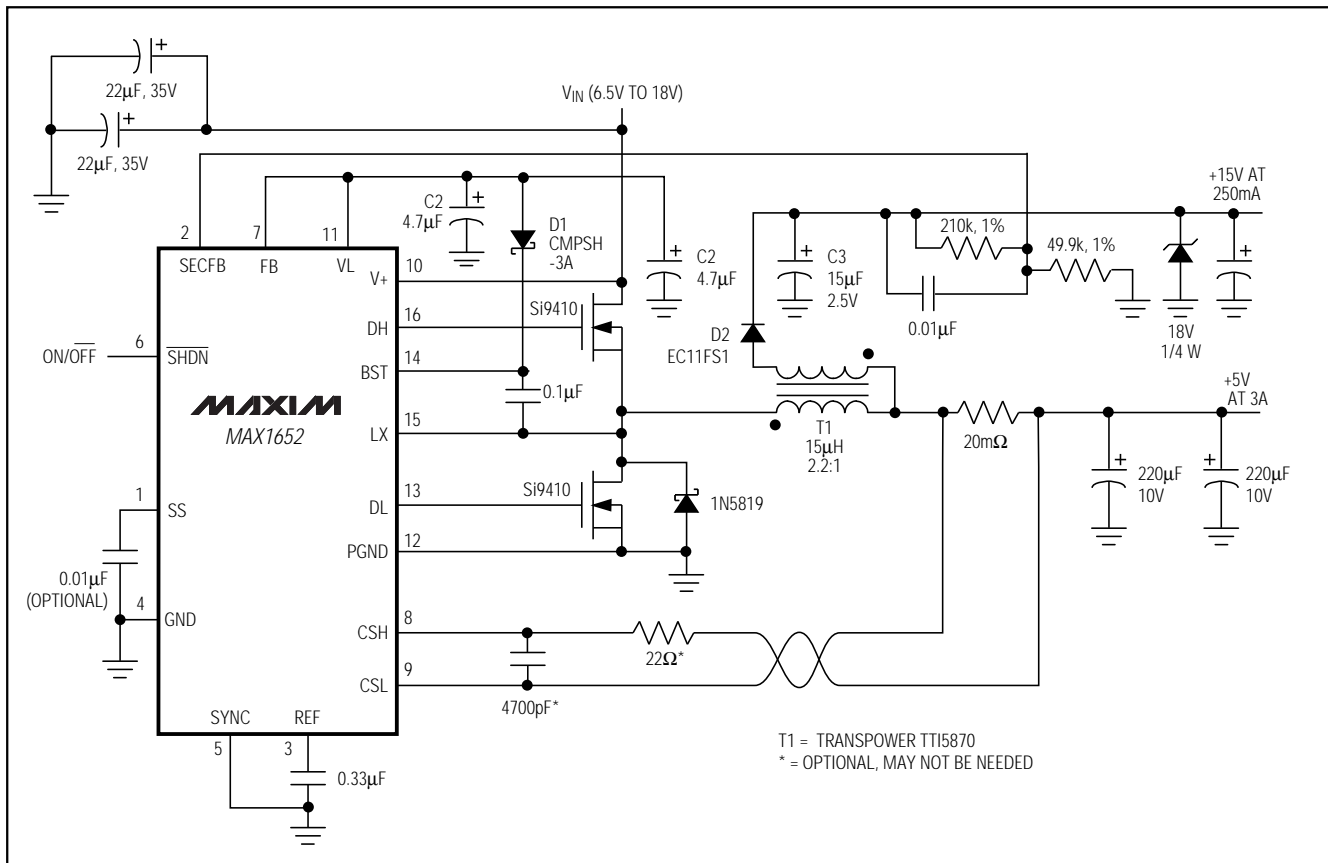 22μF, 35V
22μF, 35V
VIN (6.5V TO 18V)
+15V AT
250mA
C2
4.7μF
D1
CMPSH
-3A
C2
4.7μF
C3
15μF
2.5V
210k, 1%
49.9k, 1%
0.01μF
18V
1/4 W
2
7
11
SECFB
FB
VL
V+
10
Si9410
DH
16
D2
EC11FS1
ON/OFF
6
SHDN
BST
14
0.1μF
MAXIM
MAX1652
LX
15
T1
15μH
2.2:1
20mΩ
+5V
AT 3A
220μF
10V
220μF
10V
1
SS
DL
13
Si9410
1N5819
PGND
12
0.01μF
(OPTIONAL)
4
GND
CSH
8
22Ω*
CSL
9
4700pF*
SYNC
REF
5
3
0.33μF
T1 = TRANSPOWER TTI5870
* = OPTIONAL, MAY NOT BE NEEDED